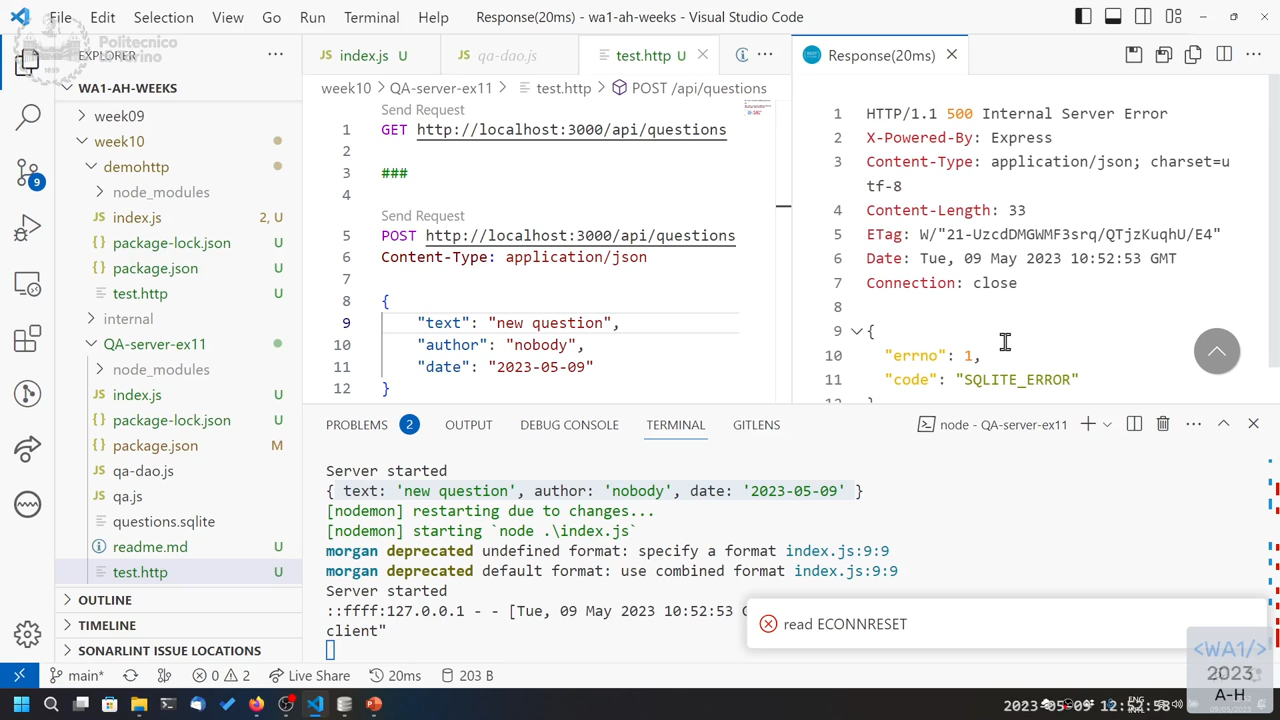 File Edit Selection View Go Run Terminal Help Response(20ms) - wa1-ah-weeks - Visual Studio Code
Politecnico
EXPLORER
WA1-AH-WEEKS
week09
week10
demohttp
node_modules
JS index.js 2, U
{} package-lock.json U
{} package.json U
test.http U
internal
QA-server-ex11
node_modules
JS index.js U
{} package-lock.json U
{} package.json M
JS qa-dao.js
JS qa.js
questions.sqlite
readme.md U
test.http U
OUTLINE
TIMELINE
SONARLINT ISSUE LOCATIONS
9
JS index.js U JS qa-dao.js test.http U
week10 > QA-server-ex11 > test.http > POST /api/questions
Send Request
1 GET http://localhost:3000/api/questions
2
3 ###
4
Send Request
5 POST http://localhost:3000/api/questions
6 Content-Type: application/json
7
8 {
9 "text": "new question",
10 "author": "nobody",
11 "date": "2023-05-09"
12 }
Response(20ms)
1 HTTP/1.1 500 Internal Server Error
2 X-Powered-By: Express
3 Content-Type: application/json; charset=u
tf-8
4 Content-Length: 33
5 ETag: W/"21-UzcdDMGWMF3srq/QTjzKuqhU/E4"
6 Date: Tue, 09 May 2023 10:52:53 GMT
7 Connection: close
8
9 {
10 "errno": 1,
11 "code": "SQLITE_ERROR"
PROBLEMS 2 OUTPUT DEBUG CONSOLE TERMINAL GITLENS node - QA-server-ex11
Server started
{ text: 'new question', author: 'nobody', date: '2023-05-09' }
[nodemon] restarting due to changes...
[nodemon] starting `node .\index.js`
morgan deprecated undefined format: specify a format index.js:9:9
morgan deprecated default format: use combined format index.js:9:9
Server started
::ffff:127.0.0.1 - - [Tue, 09 May 2023 10:52:53
client"
read ECONNRESET
<WA1/>
2023
A-H
main* 0 2 Live Share 20ms 203 B
ENG